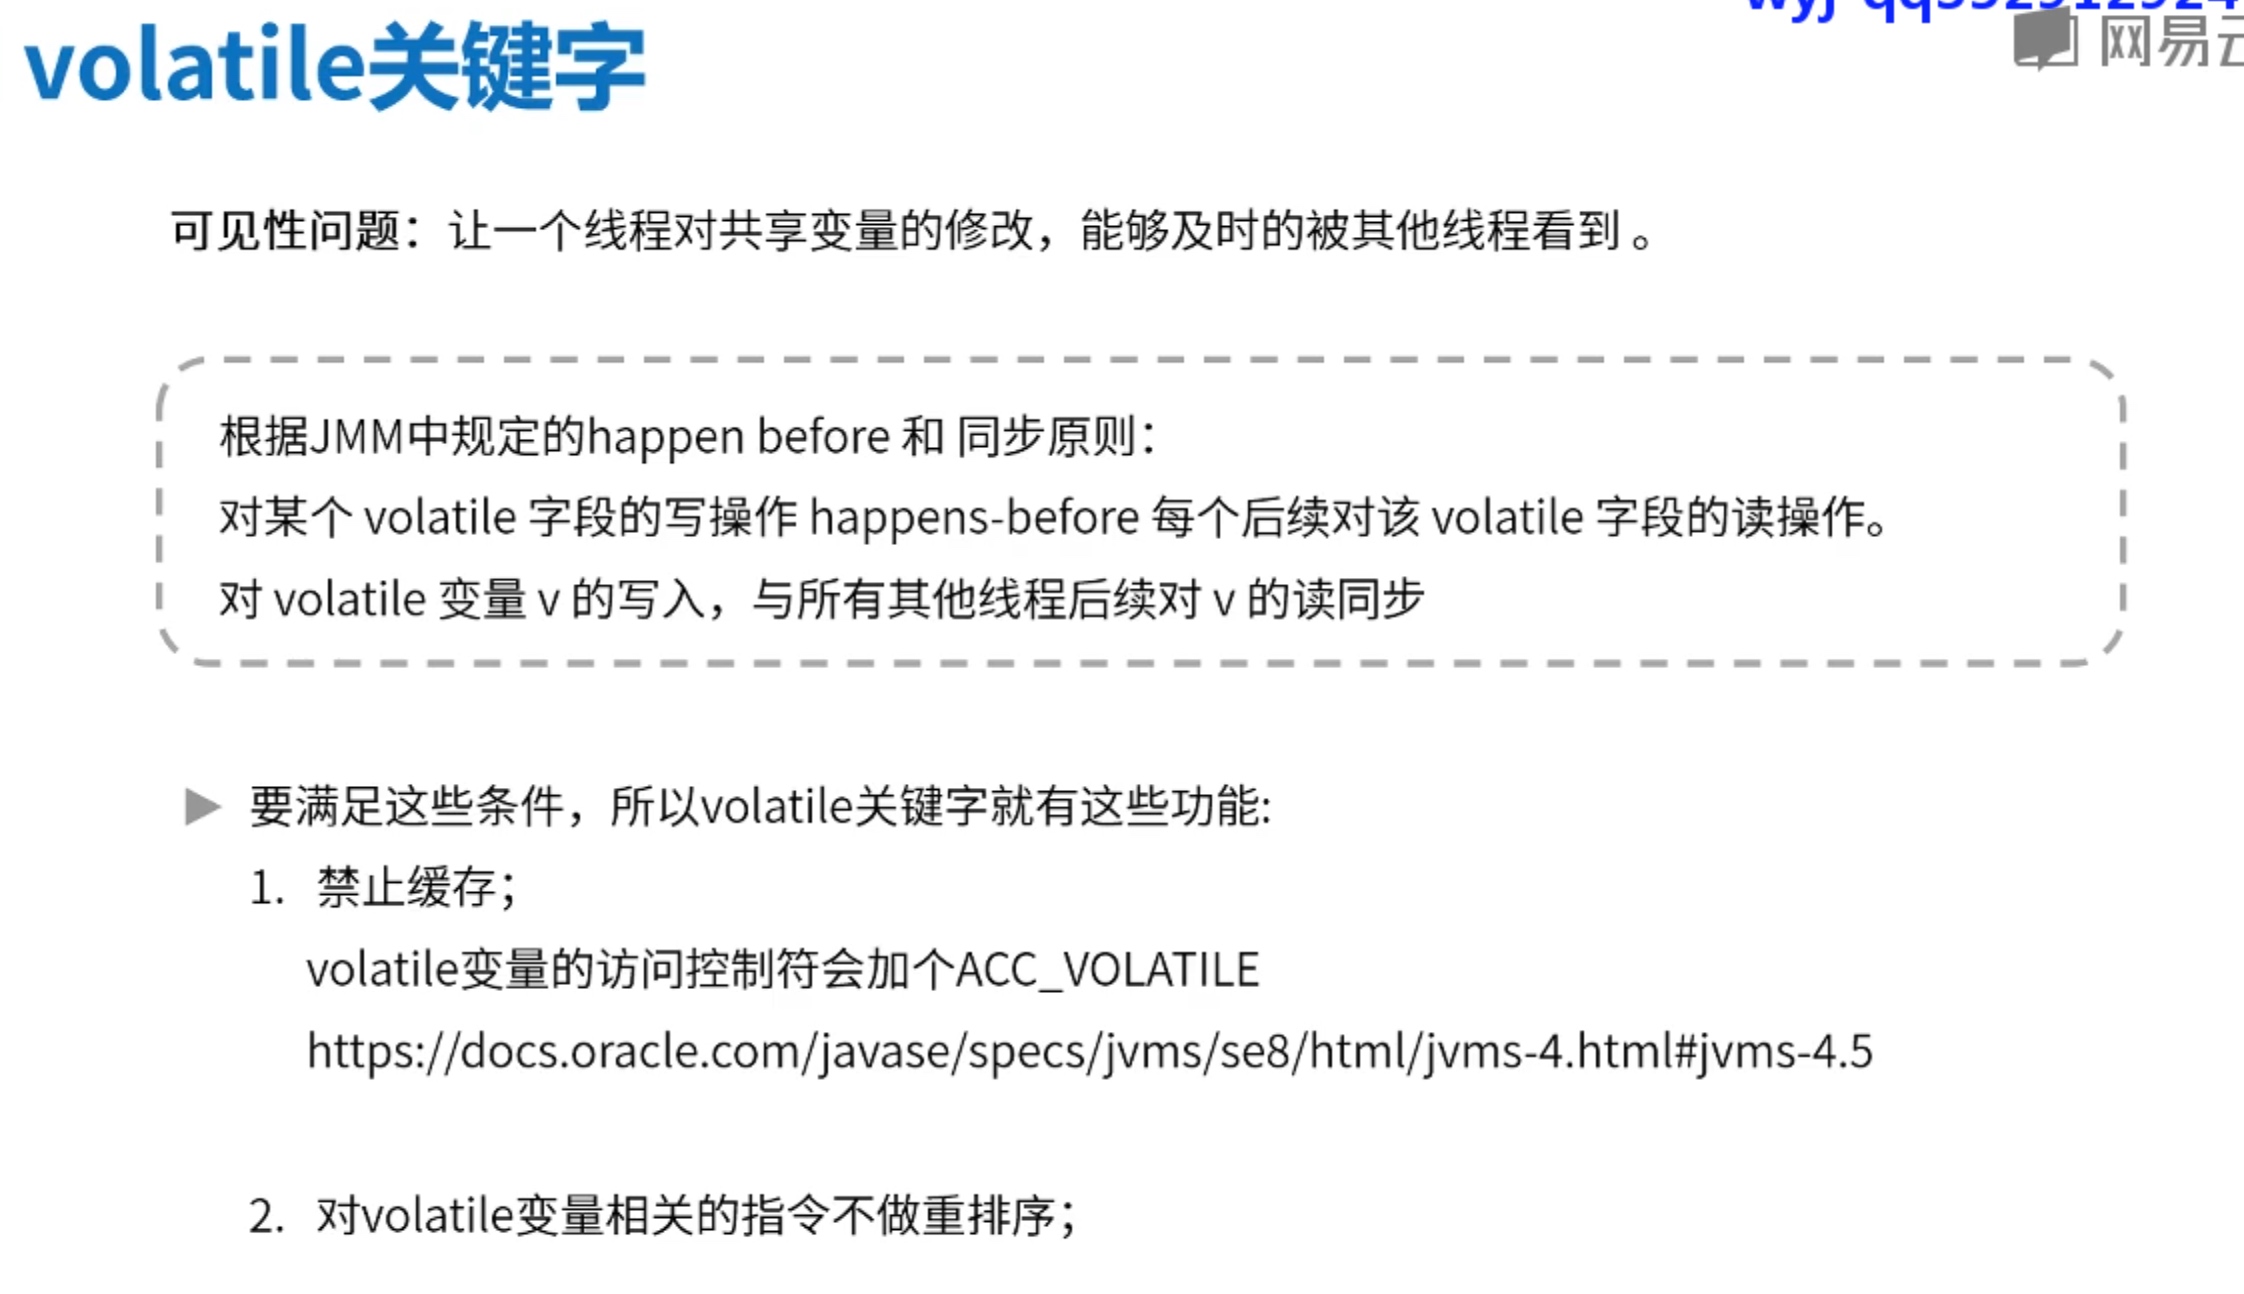 volatile关键字
网易云
可见性问题：让一个线程对共享变量的修改，能够及时的被其他线程看到 。
根据JMM中规定的happen before 和 同步原则：
对某个 volatile 字段的写操作 happens-before 每个后续对该 volatile 字段的读操作。
对 volatile 变量 v 的写入，与所有其他线程后续对 v 的读同步
要满足这些条件，所以volatile关键字就有这些功能:
1. 禁止缓存；
volatile变量的访问控制符会加个ACC_VOLATILE
https://docs.oracle.com/javase/specs/jvms/se8/html/jvms-4.html#jvms-4.5
2. 对volatile变量相关的指令不做重排序；